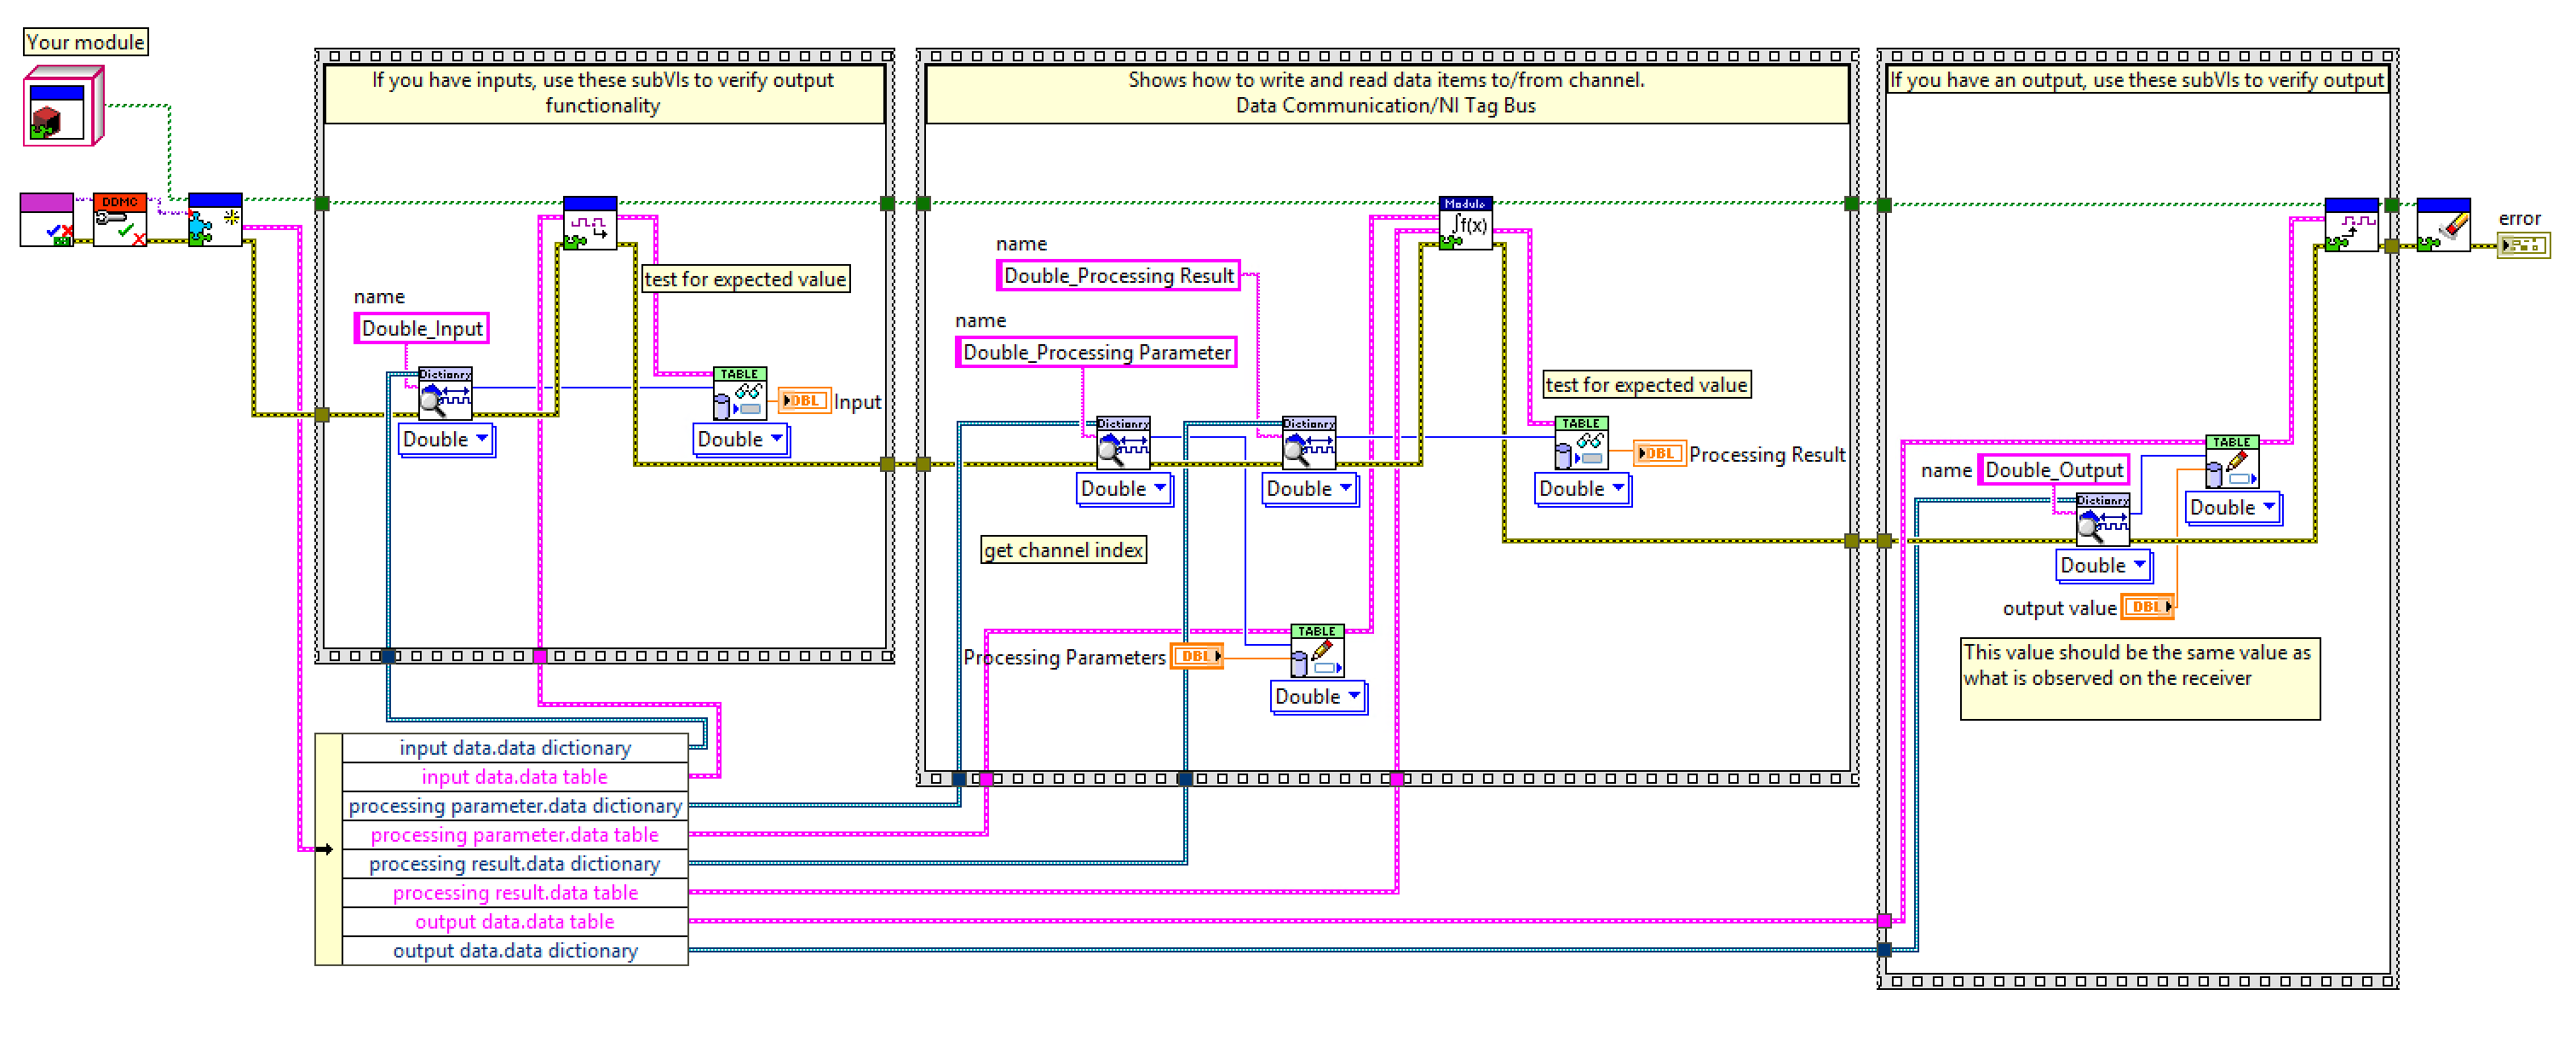 Your module
If you have inputs, use these subVIs to verify output
functionality
DDMC
test for expected value
name
Double_Input
Dictionry
Double
TABLE
DBL
Input
Double
Shows how to write and read data items to/from channel.
Data Communication/NI Tag Bus
Module
∫f(x)
name
Double_Processing Result
name
Double_Processing Parameter
Dictionry
Double
Dictionry
Double
test for expected value
TABLE
DBL
Processing Result
Double
get channel index
Processing Parameters
DBL
TABLE
Double
If you have an output, use these subVIs to verify output
error
name
Double_Output
TABLE
Double
Dictionry
Double
output value
DBL
This value should be the same value as
what is observed on the receiver
input data.data dictionary
input data.data table
processing parameter.data dictionary
processing parameter.data table
processing result.data dictionary
processing result.data table
output data.data table
output data.data dictionary